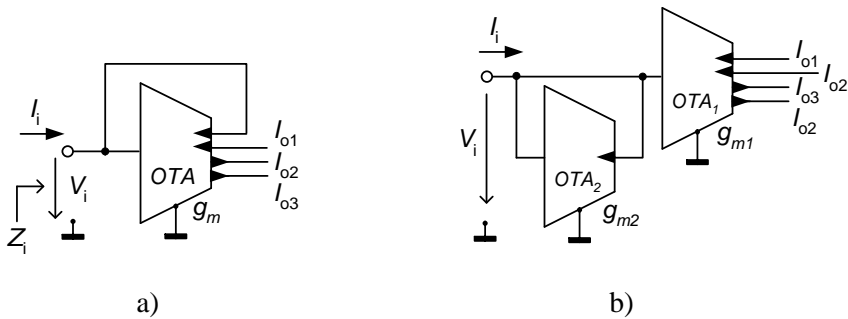 I_i
V_i
Z_i
OTA
g_m
I_o1
I_o2
I_o3
a)
I_i
V_i
OTA_2
g_m2
OTA_1
g_m1
I_o1
I_o2
I_o3
I_o2
b)